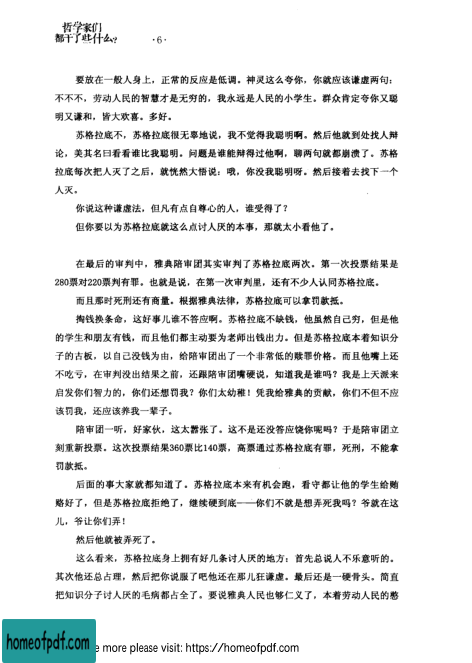 哲学家们
都干了些什么?
·6·
要放在一般人身上，正常的反应是低调。神灵这么夸你，你就应该谦虚两句：
不不不，劳动人民的智慧才是无穷的，我永远是人民的小学生。群众肯定夸你又聪
明又谦和，皆大欢喜。多好。
苏格拉底不，苏格拉底很无辜地说，我不觉得我聪明啊。然后他就到处找人辩
论，美其名曰看看谁比我聪明。问题是谁能辩得过他啊，聊两句就都崩溃了。苏格
拉底每次把人灭了之后，就恍然大悟说：哦，你没我聪明呀。然后接着去找下一个
人灭。
你说这种谦虚法，但凡有点自尊心的人，谁受得了？
但你要以为苏格拉底就这么点讨人厌的本事，那就太小看他了。
在最后的审判中，雅典陪审团其实审判了苏格拉底两次。第一次投票结果是
280票对220票判有罪。也就是说，在第一次审判里，还有不少人认同苏格拉底。
而且那时死刑还有商量。根据雅典法律，苏格拉底可以拿罚款抵。
掏钱换条命，这好事儿谁不答应啊。苏格拉底不缺钱，他虽然自己穷，但是他
的学生和朋友有钱，而且他们都主动要为老师出钱出力。但是苏格拉底本着知识分
子的古板，以自己没钱为由，给陪审团出了一个非常低的赎罪价格。而且他嘴上还
不吃亏，在审判没出结果之前，还跟陪审团嘴硬说，知道我是谁吗？我是上天派来
启发你们智力的，你们还想罚我？你们太幼稚！凭我给雅典的贡献，你们不但不应
该罚我，还应该养我一辈子。
陪审团一听，好家伙，这太嚣张了。这不是还没答应饶你呢吗？于是陪审团立
刻重新投票。这次投票结果360票比140票，高票通过苏格拉底有罪，死刑，不能拿
罚款抵。
后面的事大家就都知道了。苏格拉底本来有机会跑，看守都让他的学生给贿
赂好了，但是苏格拉底拒绝了，继续硬到底——你们不就是想弄死我吗？爷就在这
儿，爷让你们弄！
然后他就被弄死了。
这么看来，苏格拉底身上拥有好几条讨人厌的地方：首先总说人不乐意听的。
其次他还总占理，然后把你说服了吧他还在那儿狂谦虚。最后还是一硬骨头。简直
把知识分子讨人厌的毛病都占全了。要说雅典人民也够仁义了，本着劳动人民的憨
homeofpdf.com
e more please visit: https://homeofpdf.com